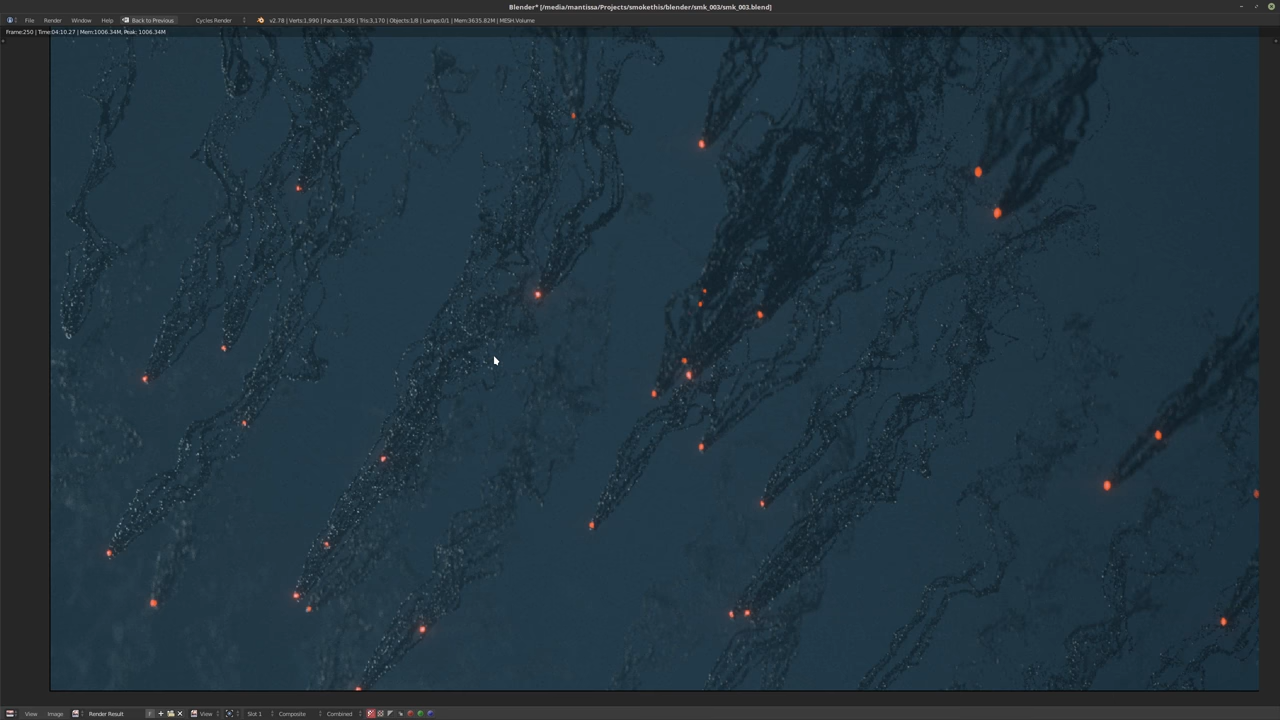 Blender* [/media/mantissa/Projects/smokethis/blender/smk_003/smk_003.blend]
File Render Window Help Back to Previous Cycles Render v2.78 | Verts:1,990 | Faces:1,585 | Tris:3,170 | Objects:1/8 | Lamps:0/1 | Mem:3635.82M | MESH.Volume
Frame:250 | Time:04:10.27 | Mem:1006.34M, Peak: 1006.34M
View Image Render Result F View Slot 1 Composite Combined